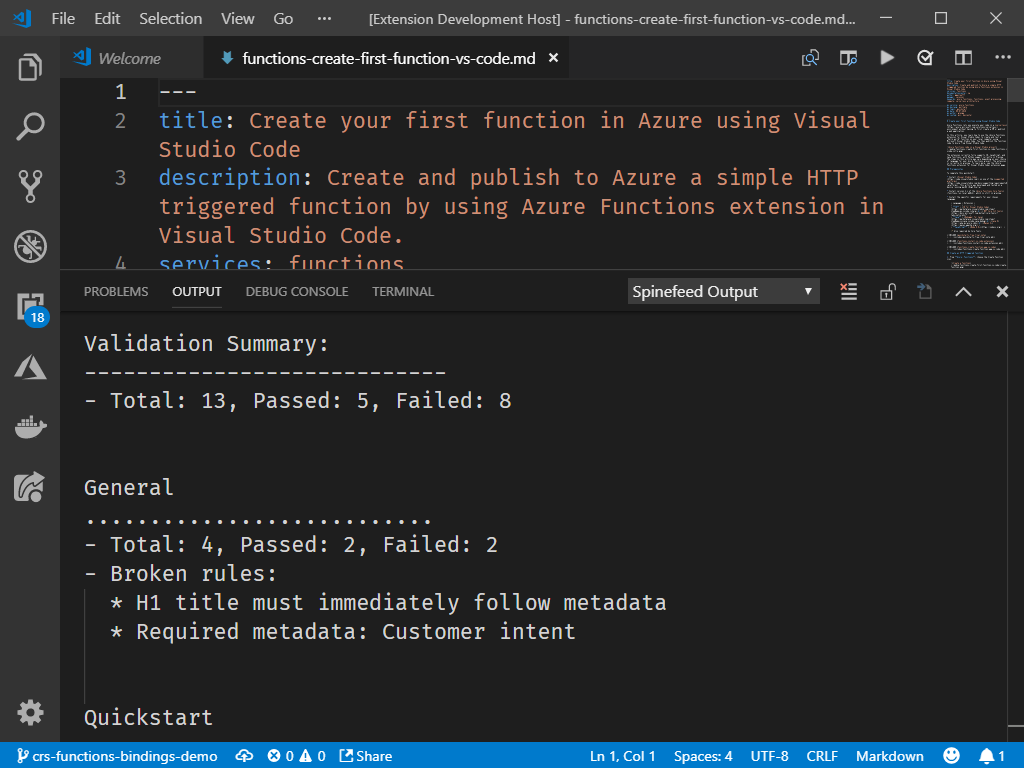 File Edit Selection View Go ··· [Extension Development Host] - functions-create-first-function-vs-code.md...
Welcome functions-create-first-function-vs-code.md
1 ---
2 title: Create your first function in Azure using Visual
Studio Code
3 description: Create and publish to Azure a simple HTTP
triggered function by using Azure Functions extension in
Visual Studio Code.
4 services: functions
18
PROBLEMS OUTPUT DEBUG CONSOLE TERMINAL Spinefeed Output
Validation Summary:
----------------------------
- Total: 13, Passed: 5, Failed: 8
General
...........................
- Total: 4, Passed: 2, Failed: 2
- Broken rules:
* H1 title must immediately follow metadata
* Required metadata: Customer intent
Quickstart
crs-functions-bindings-demo 0 0 Share Ln 1, Col 1 Spaces: 4 UTF-8 CRLF Markdown 1